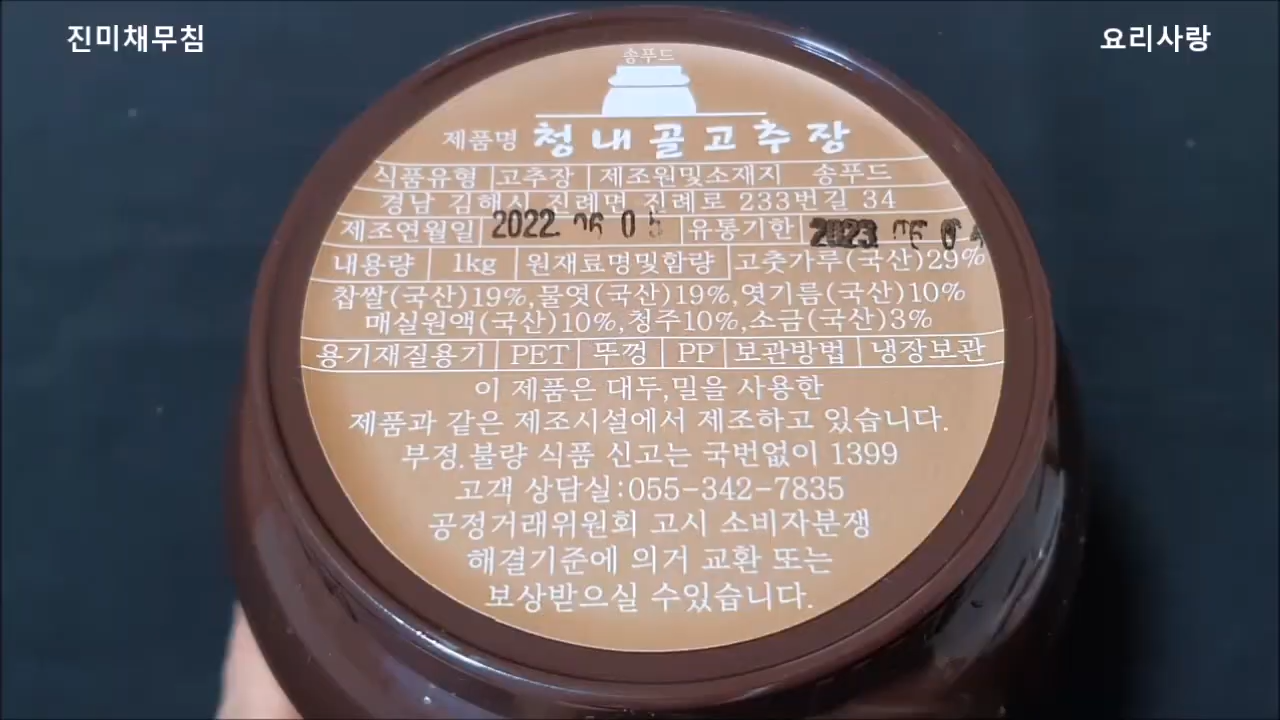 진미채무침
요리사랑
송푸드
제품명 청내골고추장
식품유형 고추장 제조원및소재지 송푸드
경남 김해시 진례면 진례로 233번길 34
제조연월일 2022. 06 05 유통기한 2023 06 04
내용량 1kg 원재료명및함량 고춧가루(국산)29%
찹쌀(국산)19%,물엿(국산)19%,엿기름(국산)10%
매실원액(국산)10%,청주10%,소금(국산)3%
용기재질용기 PET 뚜껑 PP 보관방법 냉장보관
이 제품은 대두,밀을 사용한
제품과 같은 제조시설에서 제조하고 있습니다.
부정.불량 식품 신고는 국번없이 1399
고객 상담실:055-342-7835
공정거래위원회 고시 소비자분쟁
해결기준에 의거 교환 또는
보상받으실 수있습니다.